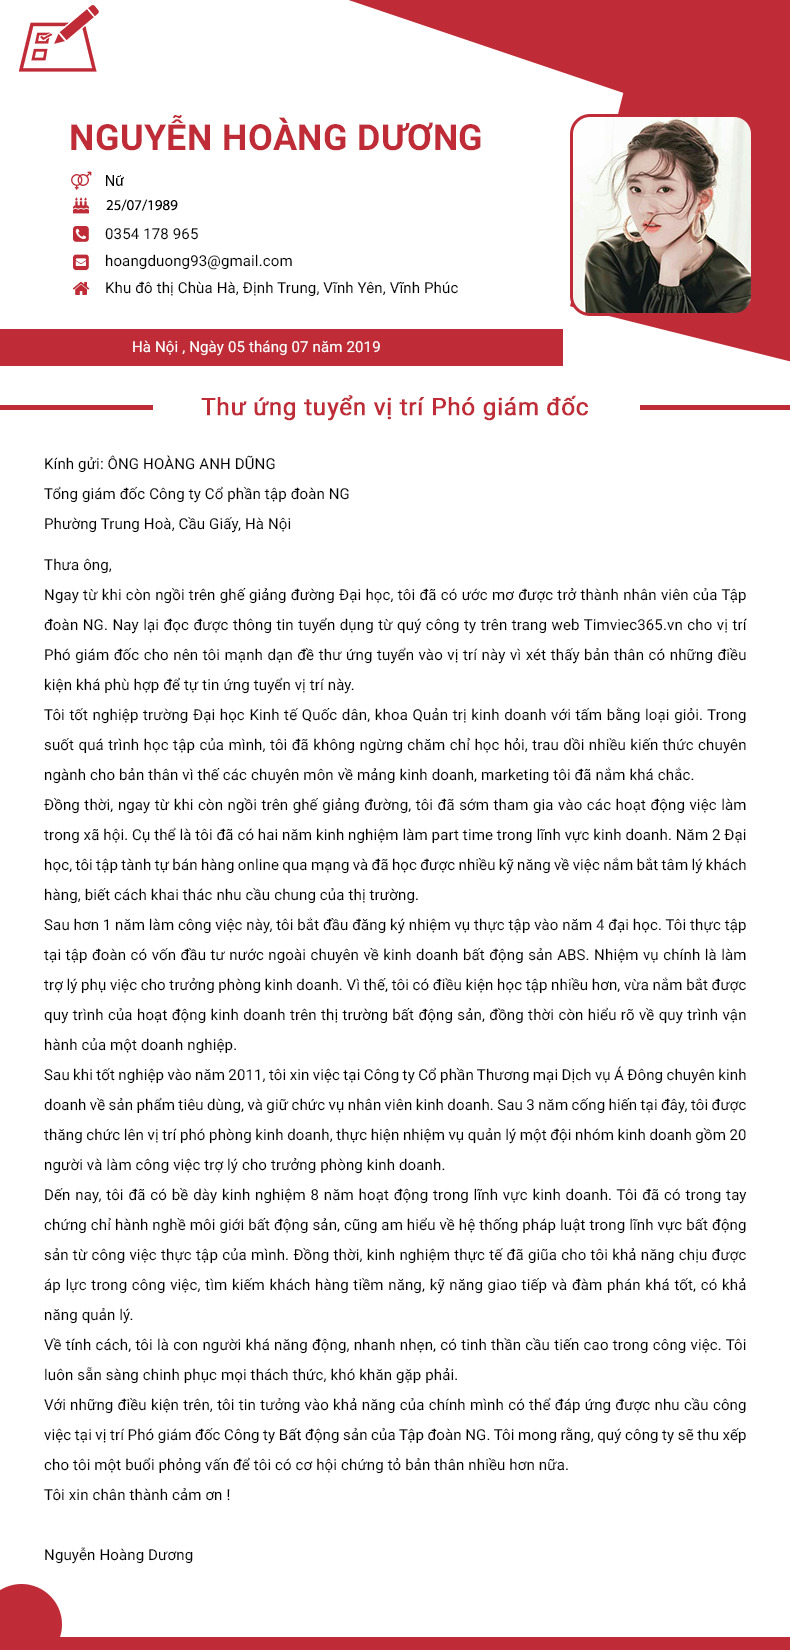 NGUYỄN HOÀNG DƯƠNG
Nữ
25/07/1989
0354 178 965
hoangduong93@gmail.com
Khu đô thị Chùa Hà, Định Trung, Vĩnh Yên, Vĩnh Phúc
Hà Nội , Ngày 05 tháng 07 năm 2019
Thư ứng tuyển vị trí Phó giám đốc
Kính gửi: ÔNG HOÀNG ANH DŨNG
Tổng giám đốc Công ty Cổ phần tập đoàn NG
Phường Trung Hoà, Cầu Giấy, Hà Nội
Thưa ông,
Ngay từ khi còn ngồi trên ghế giảng đường Đại học, tôi đã có ước mơ được trở thành nhân viên của Tập
đoàn NG. Nay lại đọc được thông tin tuyển dụng từ quý công ty trên trang web Timviec365.vn cho vị trí
Phó giám đốc cho nên tôi mạnh dạn đề thư ứng tuyển vào vị trí này vì xét thấy bản thân có những điều
kiện khá phù hợp để tự tin ứng tuyển vị trí này.
Tôi tốt nghiệp trường Đại học Kinh tế Quốc dân, khoa Quản trị kinh doanh với tấm bằng loại giỏi. Trong
suốt quá trình học tập của mình, tôi đã không ngừng chăm chỉ học hỏi, trau dồi nhiều kiến thức chuyên
ngành cho bản thân vì thế các chuyên môn về mảng kinh doanh, marketing tôi đã nắm khá chắc.
Đồng thời, ngay từ khi còn ngồi trên ghế giảng đường, tôi đã sớm tham gia vào các hoạt động việc làm
trong xã hội. Cụ thể là tôi đã có hai năm kinh nghiệm làm part time trong lĩnh vực kinh doanh. Năm 2 Đại
học, tôi tập tành tự bán hàng online qua mạng và đã học được nhiều kỹ năng về việc nắm bắt tâm lý khách
hàng, biết cách khai thác nhu cầu chung của thị trường.
Sau hơn 1 năm làm công việc này, tôi bắt đầu đăng ký nhiệm vụ thực tập vào năm 4 đại học. Tôi thực tập
tại tập đoàn có vốn đầu tư nước ngoài chuyên về kinh doanh bất động sản ABS. Nhiệm vụ chính là làm
trợ lý phụ việc cho trưởng phòng kinh doanh. Vì thế, tôi có điều kiện học tập nhiều hơn, vừa nắm bắt được
quy trình của hoạt động kinh doanh trên thị trường bất động sản, đồng thời còn hiểu rõ về quy trình vận
hành của một doanh nghiệp.
Sau khi tốt nghiệp vào năm 2011, tôi xin việc tại Công ty Cổ phần Thương mại Dịch vụ Á Đông chuyên kinh
doanh về sản phẩm tiêu dùng, và giữ chức vụ nhân viên kinh doanh. Sau 3 năm cống hiến tại đây, tôi được
thăng chức lên vị trí phó phòng kinh doanh, thực hiện nhiệm vụ quản lý một đội nhóm kinh doanh gồm 20
người và làm công việc trợ lý cho trưởng phòng kinh doanh.
Dến nay, tôi đã có bề dày kinh nghiệm 8 năm hoạt động trong lĩnh vực kinh doanh. Tôi đã có trong tay
chứng chỉ hành nghề môi giới bất động sản, cũng am hiểu về hệ thống pháp luật trong lĩnh vực bất động
sản từ công việc thực tập của mình. Đồng thời, kinh nghiệm thực tế đã giũa cho tôi khả năng chịu được
áp lực trong công việc, tìm kiếm khách hàng tiềm năng, kỹ năng giao tiếp và đàm phán khá tốt, có khả
năng quản lý.
Về tính cách, tôi là con người khá năng động, nhanh nhẹn, có tinh thần cầu tiến cao trong công việc. Tôi
luôn sẵn sàng chinh phục mọi thách thức, khó khăn gặp phải.
Với những điều kiện trên, tôi tin tưởng vào khả năng của chính mình có thể đáp ứng được nhu cầu công
việc tại vị trí Phó giám đốc Công ty Bất động sản của Tập đoàn NG. Tôi mong rằng, quý công ty sẽ thu xếp
cho tôi một buổi phỏng vấn để tôi có cơ hội chứng tỏ bản thân nhiều hơn nữa.
Tôi xin chân thành cảm ơn !
Nguyễn Hoàng Dương